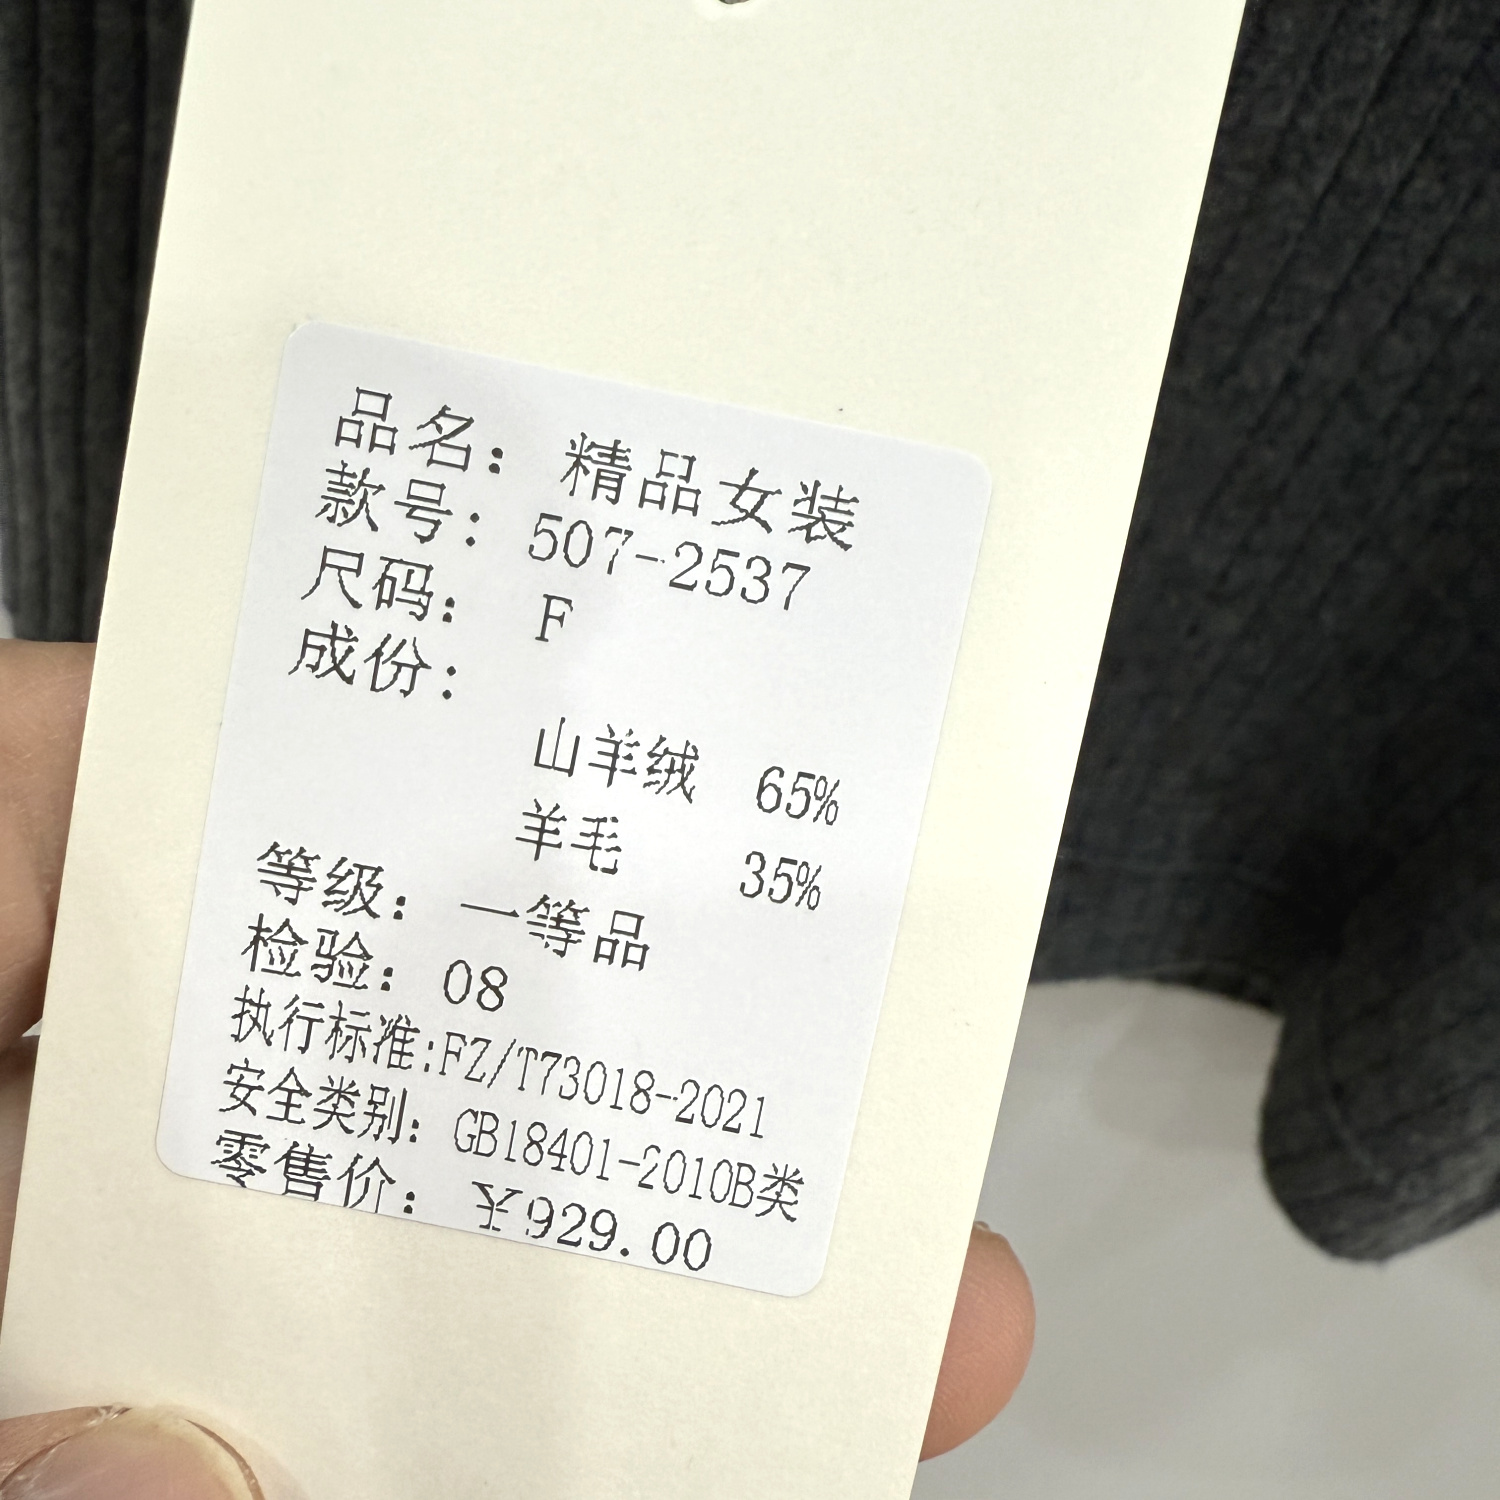 品名: 精品女装
款号: 507-2537
尺码: F
成份:
山羊绒 65%
羊毛 35%
等级: 一等品
检验: 08
执行标准:FZ/T73018-2021
安全类别: GB18401-2010B类
零售价: ¥929.00